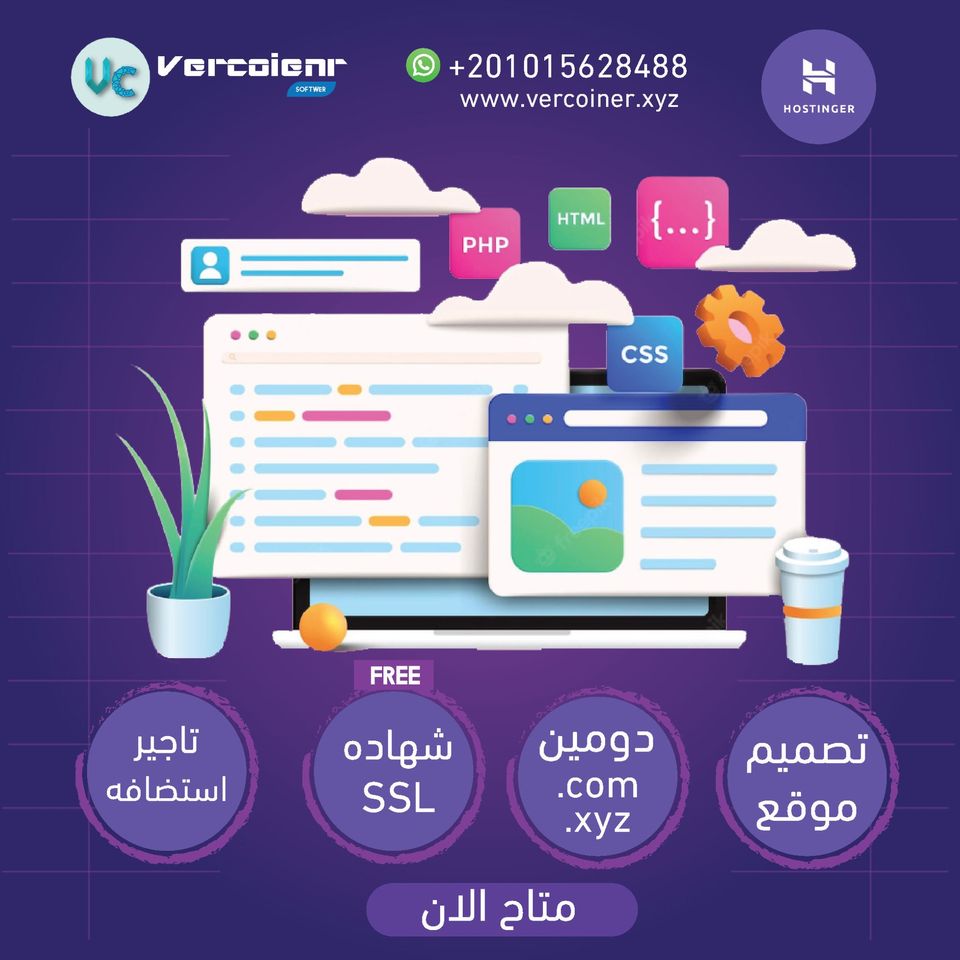 Vercoienr
SOFTWER
+201015628488
www.vercoiner.xyz
HOSTINGER
PHP
HTML
{...}
CSS
FREE
تصميم
موقع
دومين
.com
.xyz
شهاده
SSL
تاجير
استضافه
متاح الان